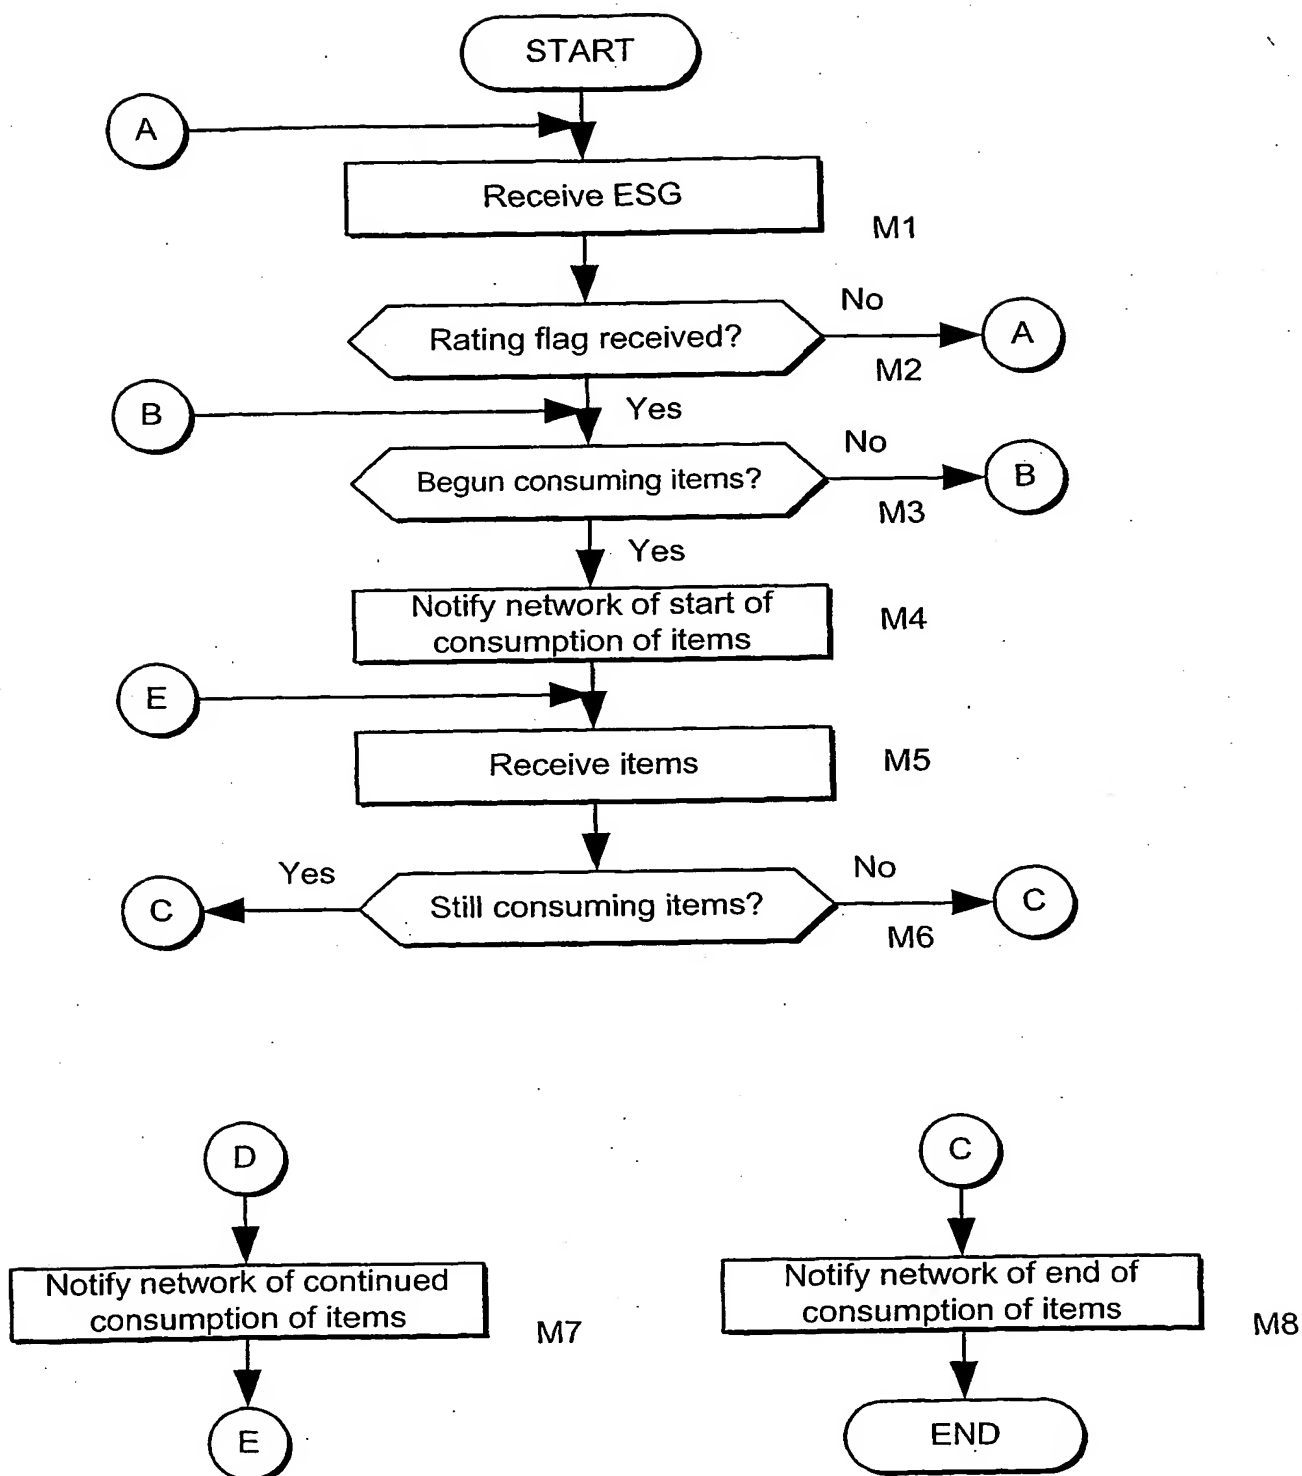 START
A
Receive ESG
M1
No
Rating flag received?
A
M2
B
Yes
No
Begun consuming items?
B
M3
Yes
Notify network of start of
consumption of items
M4
E
Receive items
M5
Yes
No
C
Still consuming items?
C
M6
D
Notify network of continued
consumption of items
M7
E
C
Notify network of end of
consumption of items
M8
END